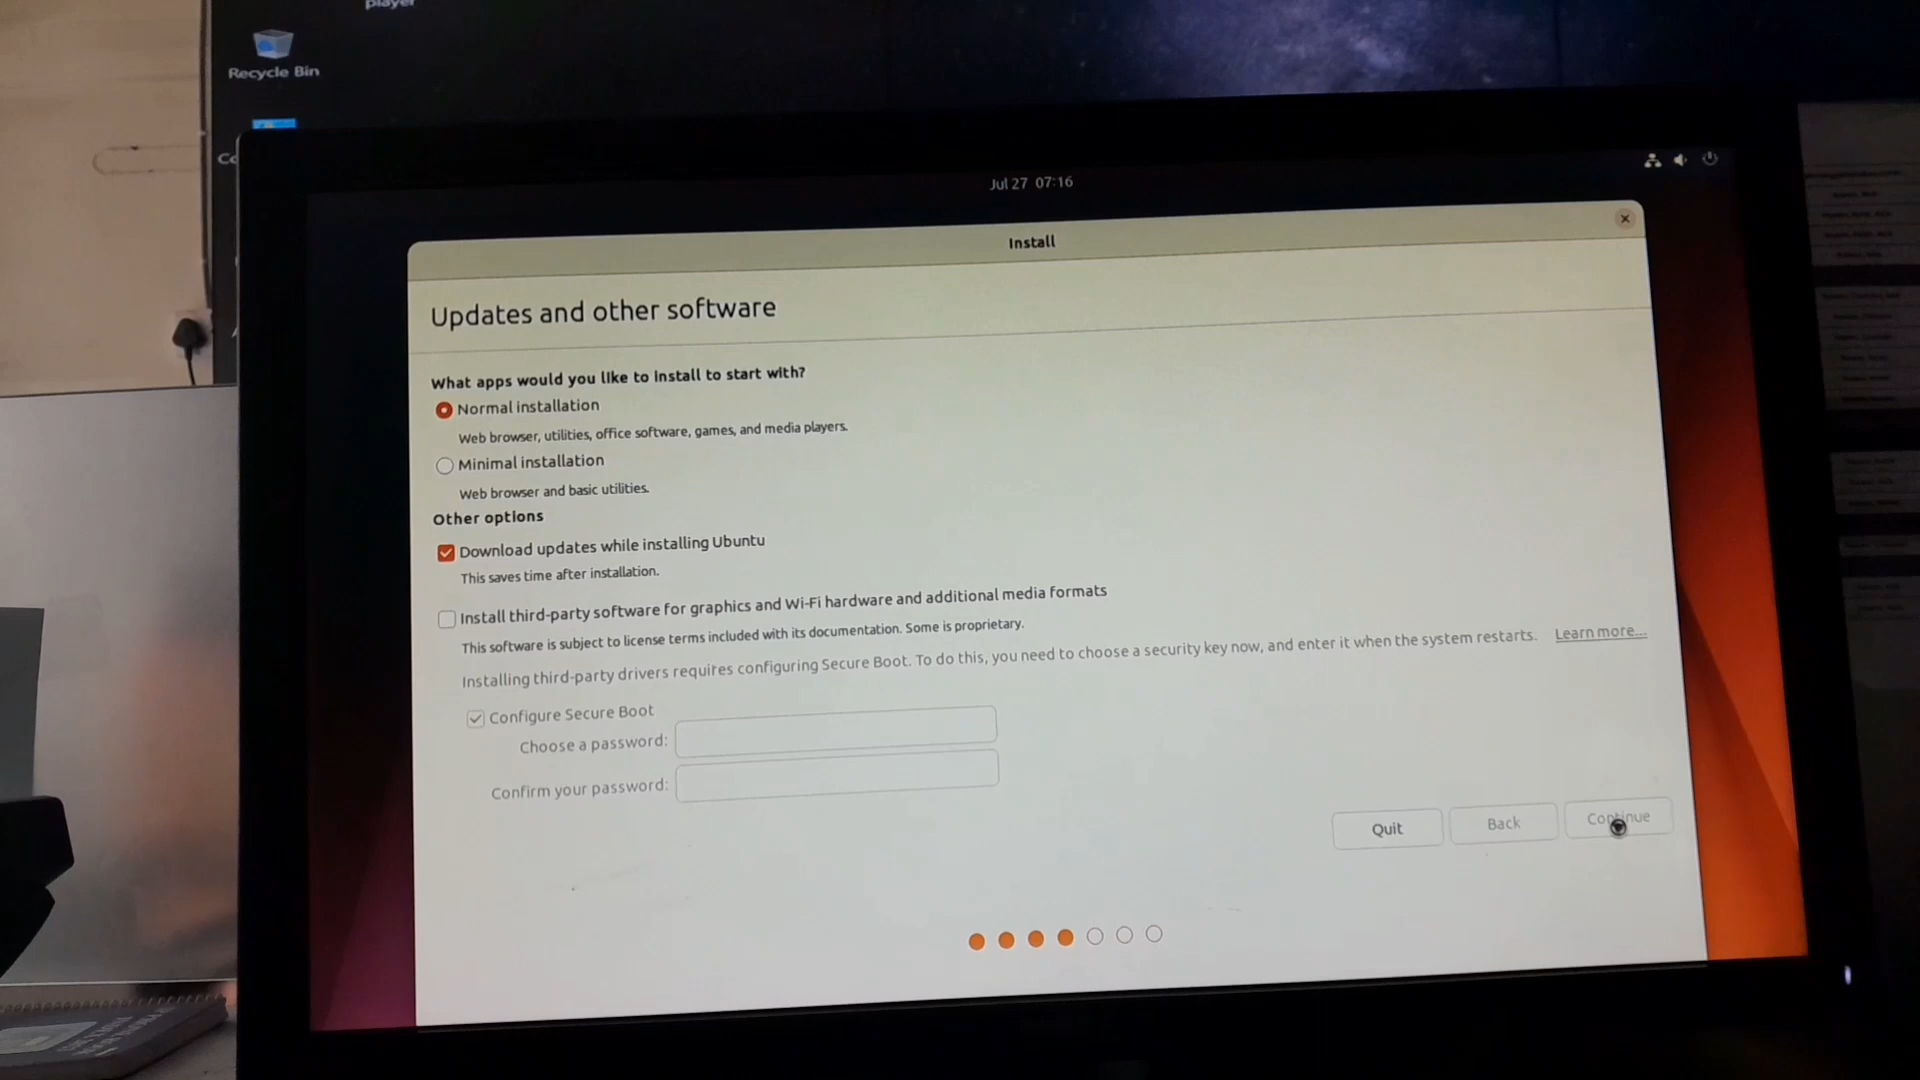 player
Recycle Bin
Co
Jul 27 07:16
Install
Updates and other software
What apps would you like to install to start with?
Normal installation
Web browser, utilities, office software, games, and media players.
Minimal installation
Web browser and basic utilities.
Other options
Download updates while installing Ubuntu
This saves time after installation.
Install third-party software for graphics and Wi-Fi hardware and additional media formats
This software is subject to license terms included with its documentation. Some is proprietary.
Installing third-party drivers requires configuring Secure Boot. To do this, you need to choose a security key now, and enter it when the system restarts. Learn more...
Configure Secure Boot
Choose a password:
Confirm your password:
Quit Back Continue